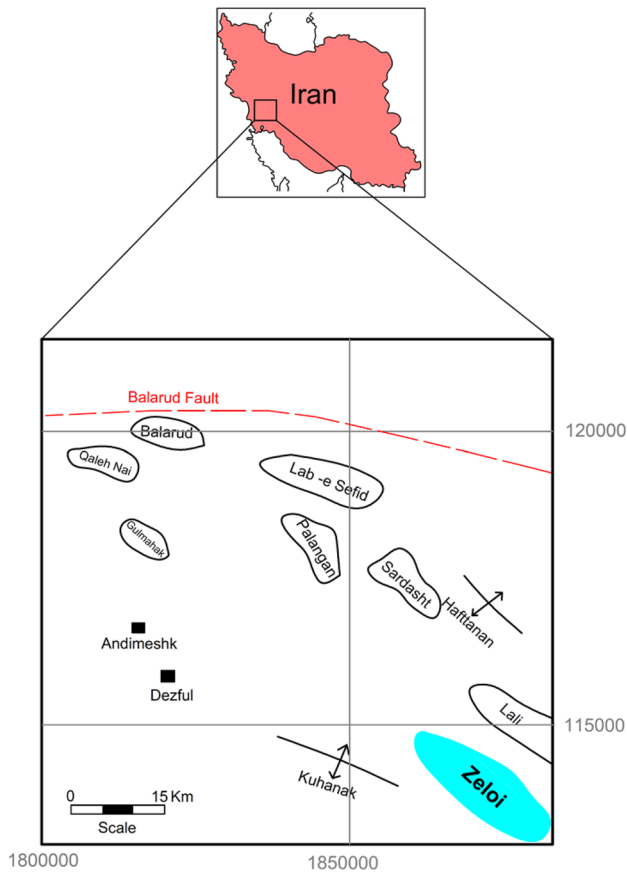 Iran
Balarud Fault
Balarud
120000
Qaleh Nai
Lab -e Sefid
Gulmahak
Palangan
Sardasht
Haftanan
Andimeshk
Dezful
Lali
115000
Zeloi
Kuhanak
0 15 Km
Scale
1800000
1850000